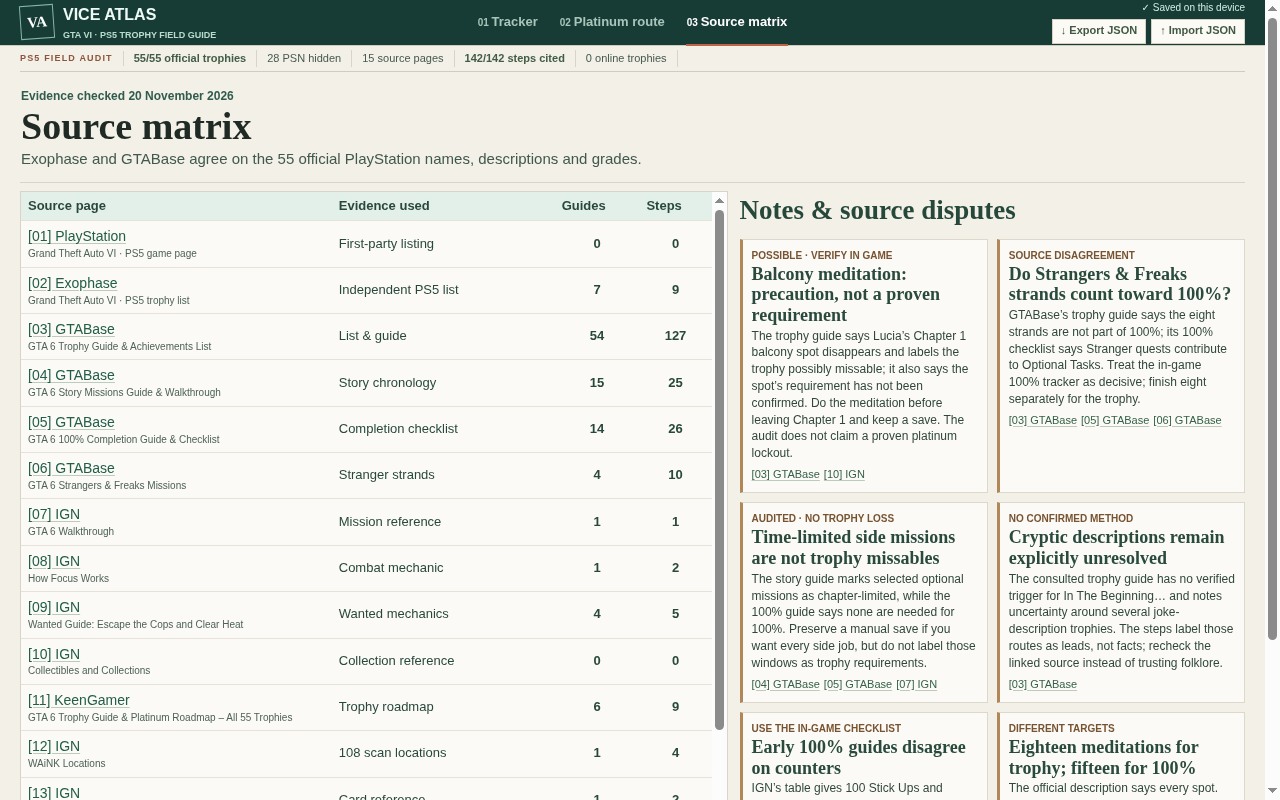 VA
VICE ATLAS
GTA VI · PS5 TROPHY FIELD GUIDE
01 Tracker
02 Platinum route
03 Source matrix
✓ Saved on this device
↓ Export JSON
↑ Import JSON
PS5 FIELD AUDIT
55/55 official trophies
28 PSN hidden
15 source pages
142/142 steps cited
0 online trophies
Evidence checked 20 November 2026
Source matrix
Exophase and GTABase agree on the 55 official PlayStation names, descriptions and grades.
Source page Evidence used Guides Steps
[01] PlayStation
Grand Theft Auto VI · PS5 game page
First-party listing 0 0
[02] Exophase
Grand Theft Auto VI · PS5 trophy list
Independent PS5 list 7 9
[03] GTABase
GTA 6 Trophy Guide & Achievements List
List & guide 54 127
[04] GTABase
GTA 6 Story Missions Guide & Walkthrough
Story chronology 15 25
[05] GTABase
GTA 6 100% Completion Guide & Checklist
Completion checklist 14 26
[06] GTABase
GTA 6 Strangers & Freaks Missions
Stranger strands 4 10
[07] IGN
GTA 6 Walkthrough
Mission reference 1 1
[08] IGN
How Focus Works
Combat mechanic 1 2
[09] IGN
Wanted Guide: Escape the Cops and Clear Heat
Wanted mechanics 4 5
[10] IGN
Collectibles and Collections
Collection reference 0 0
[11] KeenGamer
GTA 6 Trophy Guide & Platinum Roadmap – All 55 Trophies
Trophy roadmap 6 9
[12] IGN
WAiNK Locations
108 scan locations 1 4
[13] IGN
Card reference 1 2
Notes & source disputes
POSSIBLE · VERIFY IN GAME
Balcony meditation:
precaution, not a proven
requirement
The trophy guide says Lucia's Chapter 1
balcony spot disappears and labels the
trophy possibly missable; it also says the
spot's requirement has not been
confirmed. Do the meditation before
leaving Chapter 1 and keep a save. The
audit does not claim a proven platinum
lockout.
[03] GTABase [10] IGN
SOURCE DISAGREEMENT
Do Strangers & Freaks
strands count toward 100%?
GTABase's trophy guide says the eight
strands are not part of 100%; its 100%
checklist says Stranger quests contribute
to Optional Tasks. Treat the in-game
100% tracker as decisive; finish eight
separately for the trophy.
[03] GTABase [05] GTABase [06] GTABase
AUDITED · NO TROPHY LOSS
Time-limited side missions
are not trophy missables
The story guide marks selected optional
missions as chapter-limited, while the
100% guide says none are needed for
100%. Preserve a manual save if you
want every side job, but do not label those
windows as trophy requirements.
[04] GTABase [05] GTABase [07] IGN
NO CONFIRMED METHOD
Cryptic descriptions remain
explicitly unresolved
The consulted trophy guide has no verified
trigger for In The Beginning… and notes
uncertainty around several joke-
description trophies. The steps label those
routes as leads, not facts; recheck the
linked source instead of trusting folklore.
[03] GTABase
USE THE IN-GAME CHECKLIST
Early 100% guides disagree
on counters
IGN's table gives 100 Stick Ups and
DIFFERENT TARGETS
Eighteen meditations for
trophy; fifteen for 100%
The official description says every spot.